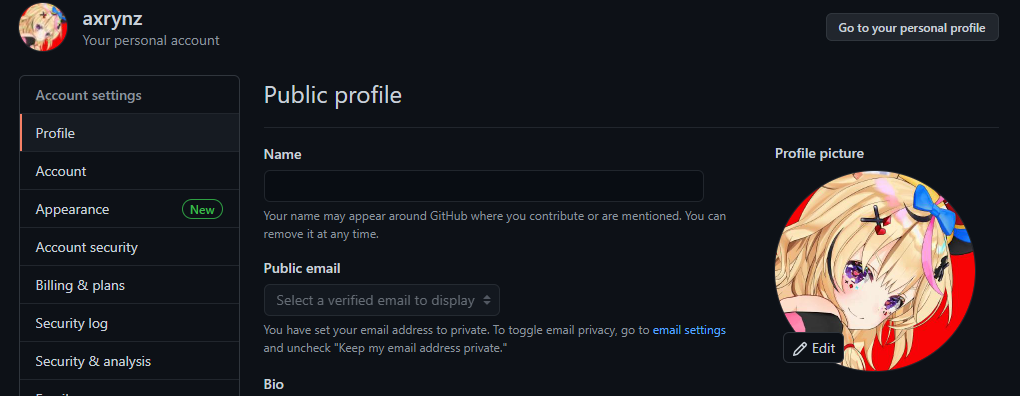 axrynz
Your personal account
Go to your personal profile
Account settings
Profile
Account
Appearance
New
Account security
Billing & plans
Security log
Security & analysis
Public profile
Name
Your name may appear around GitHub where you contribute or are mentioned. You can
remove it at any time.
Public email
Select a verified email to display
You have set your email address to private. To toggle email privacy, go to email settings
and uncheck "Keep my email address private."
Bio
Profile picture
Edit